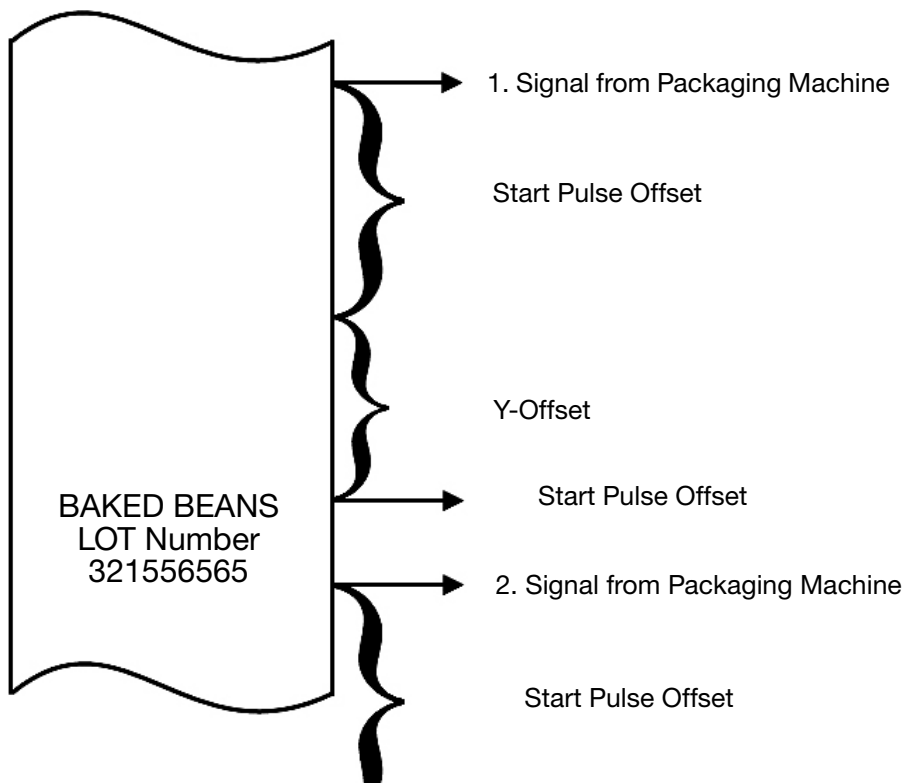 1. Signal from Packaging Machine
Start Pulse Offset
Y-Offset
Start Pulse Offset
BAKED BEANS
LOT Number
321556565
2. Signal from Packaging Machine
Start Pulse Offset